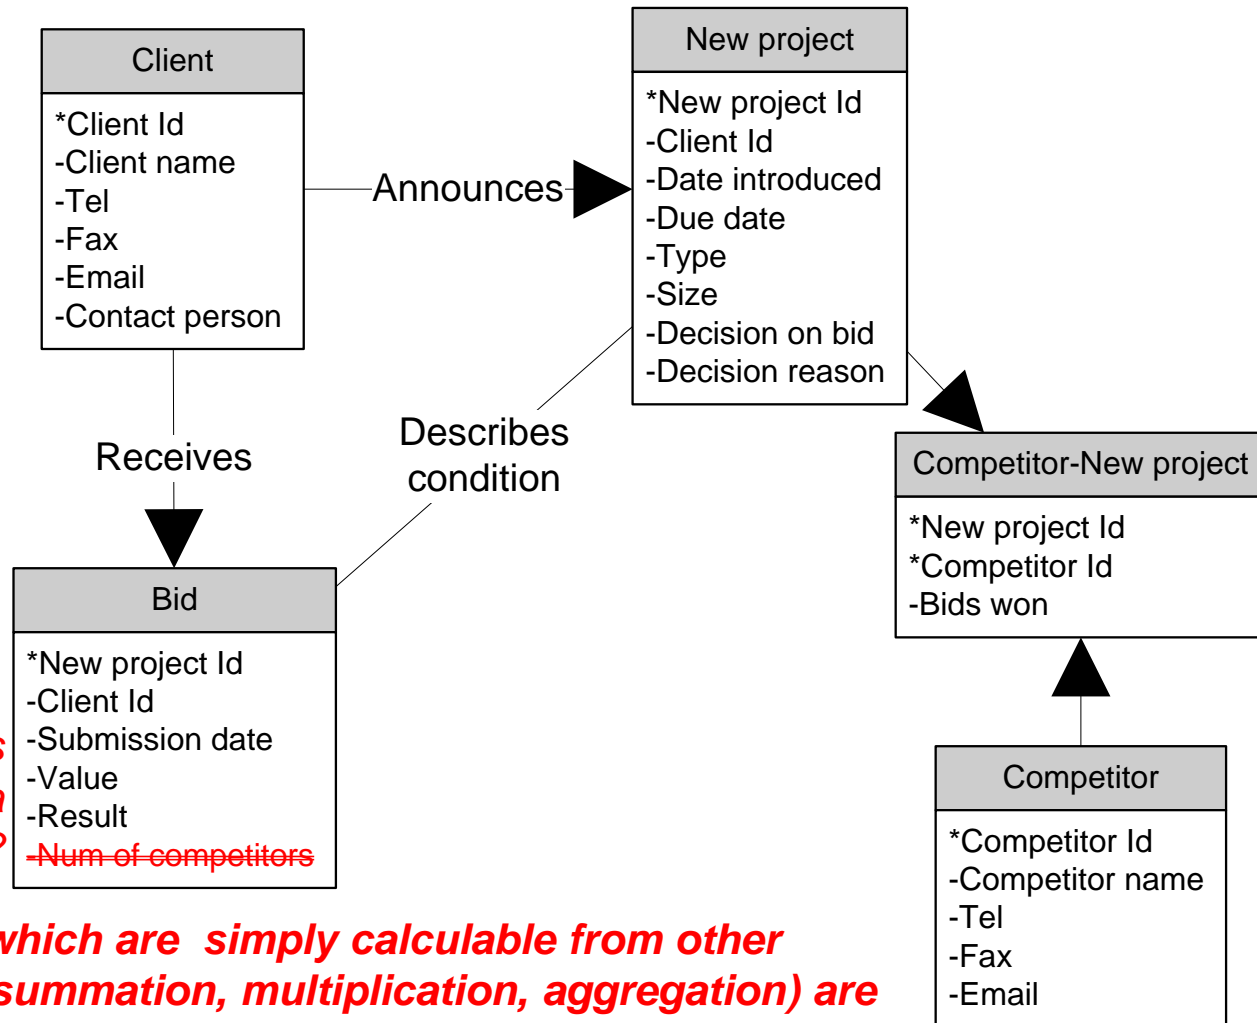 Client
*Client Id
-Client name
-Tel
-Fax
-Email
-Contact person
Announces
New project
*New project Id
-Client Id
-Date introduced
-Due date
-Type
-Size
-Decision on bid
-Decision reason
Receives
Describes
condition
Competitor-New project
*New project Id
*Competitor Id
-Bids won
Bid
*New project Id
-Client Id
-Submission date
-Value
-Result
-Num of competitors
Competitor
*Competitor Id
-Competitor name
-Tel
-Fax
-Email
which are simply calculable from other
summation, multiplication, aggregation) are